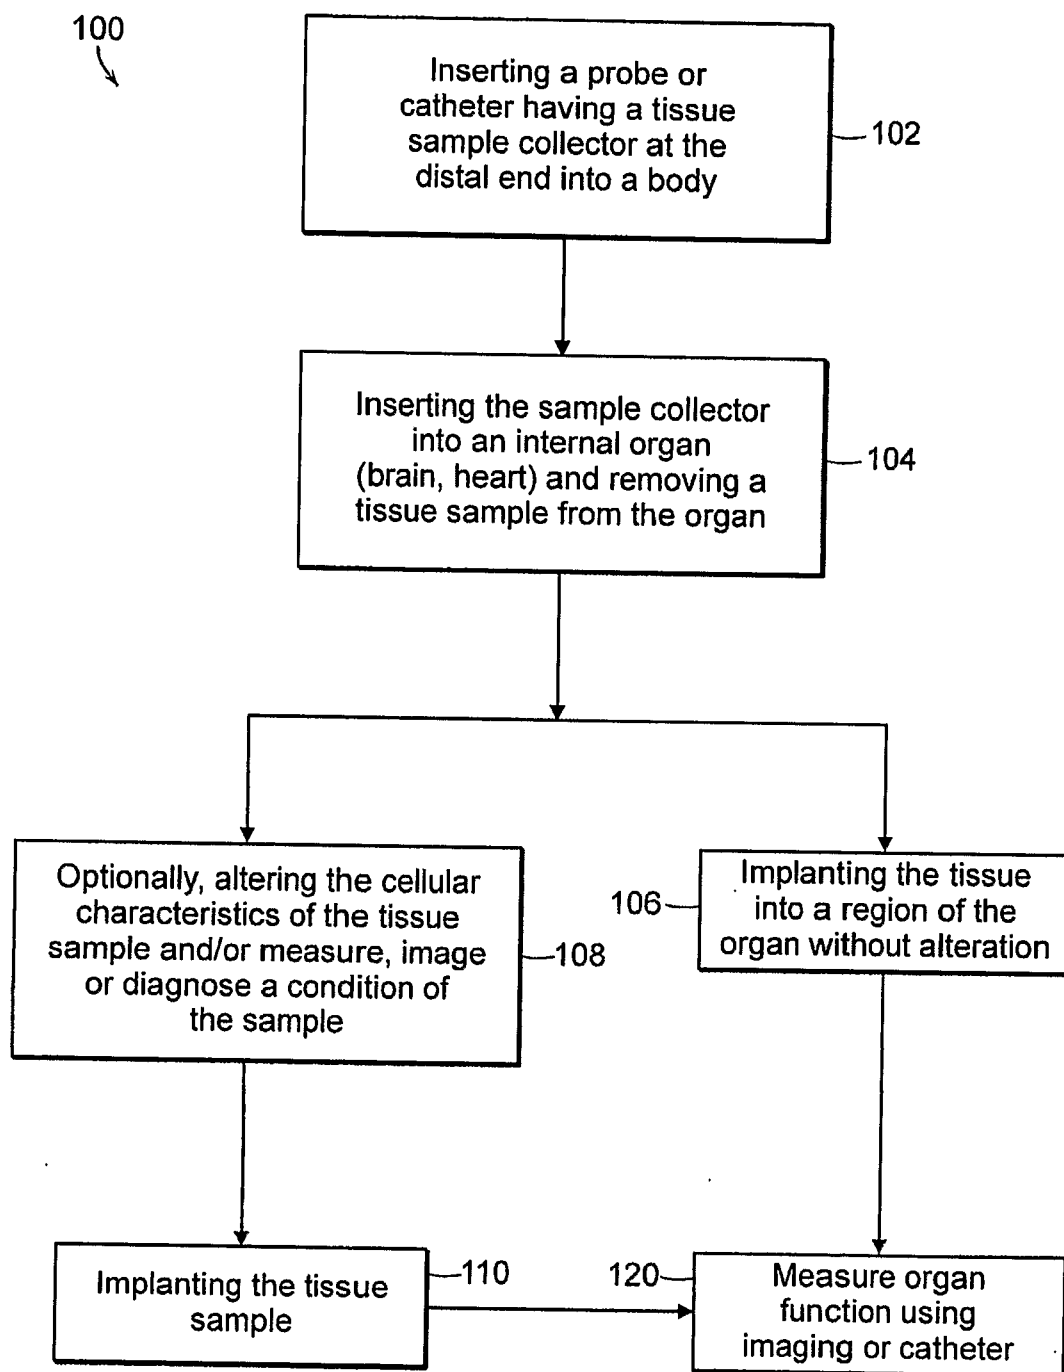 100
Inserting a probe or
catheter having a tissue
sample collector at the
distal end into a body
102
Inserting the sample collector
into an internal organ
(brain, heart) and removing a
tissue sample from the organ
104
Optionally, altering the cellular
characteristics of the tissue
sample and/or measure, image
or diagnose a condition of
the sample
108
106
Implanting the tissue
into a region of the
organ without alteration
Implanting the tissue
sample
110
120
Measure organ
function using
imaging or catheter